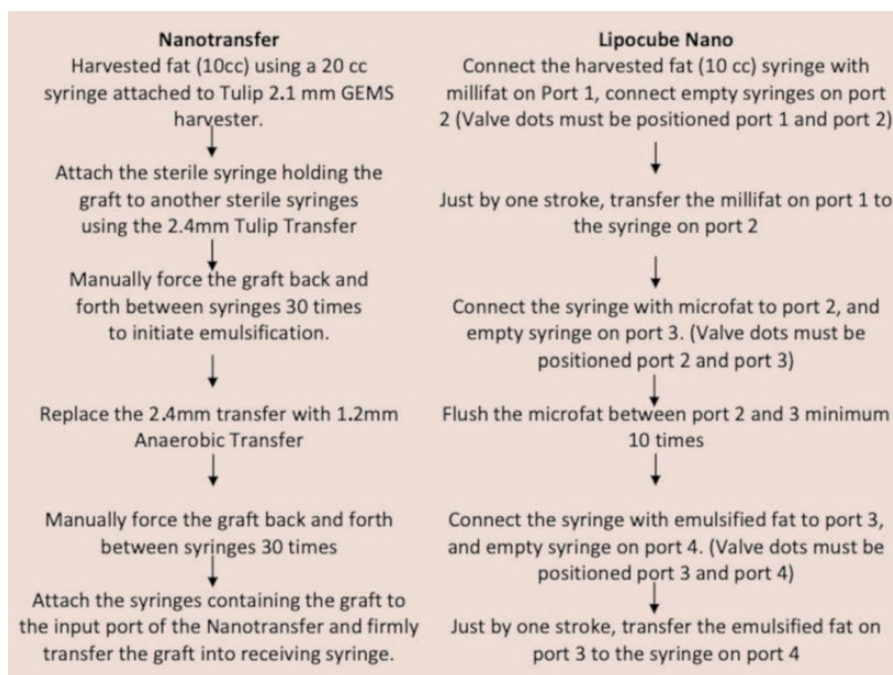 Nanotransfer
Harvested fat (10cc) using a 20 cc
syringe attached to Tulip 2.1 mm GEMS
harvester.
Attach the sterile syringe holding the
graft to another sterile syringes
using the 2.4mm Tulip Transfer
Manually force the graft back and
forth between syringes 30 times
to initiate emulsification.
Replace the 2.4mm transfer with 1.2mm
Anaerobic Transfer
Manually force the graft back and forth
between syringes 30 times
Attach the syringes containing the graft to
the input port of the Nanotransfer and firmly
transfer the graft into receiving syringe.
Lipocube Nano
Connect the harvested fat (10 cc) syringe with
millifat on Port 1, connect empty syringes on port
2 (Valve dots must be positioned port 1 and port 2)
Just by one stroke, transfer the millifat on port 1 to
the syringe on port 2
Connect the syringe with microfat to port 2, and
empty syringe on port 3. (Valve dots must be
positioned port 2 and port 3)
Flush the microfat between port 2 and 3 minimum
10 times
Connect the syringe with emulsified fat to port 3,
and empty syringe on port 4. (Valve dots must be
positioned port 3 and port 4)
Just by one stroke, transfer the emulsified fat on
port 3 to the syringe on port 4